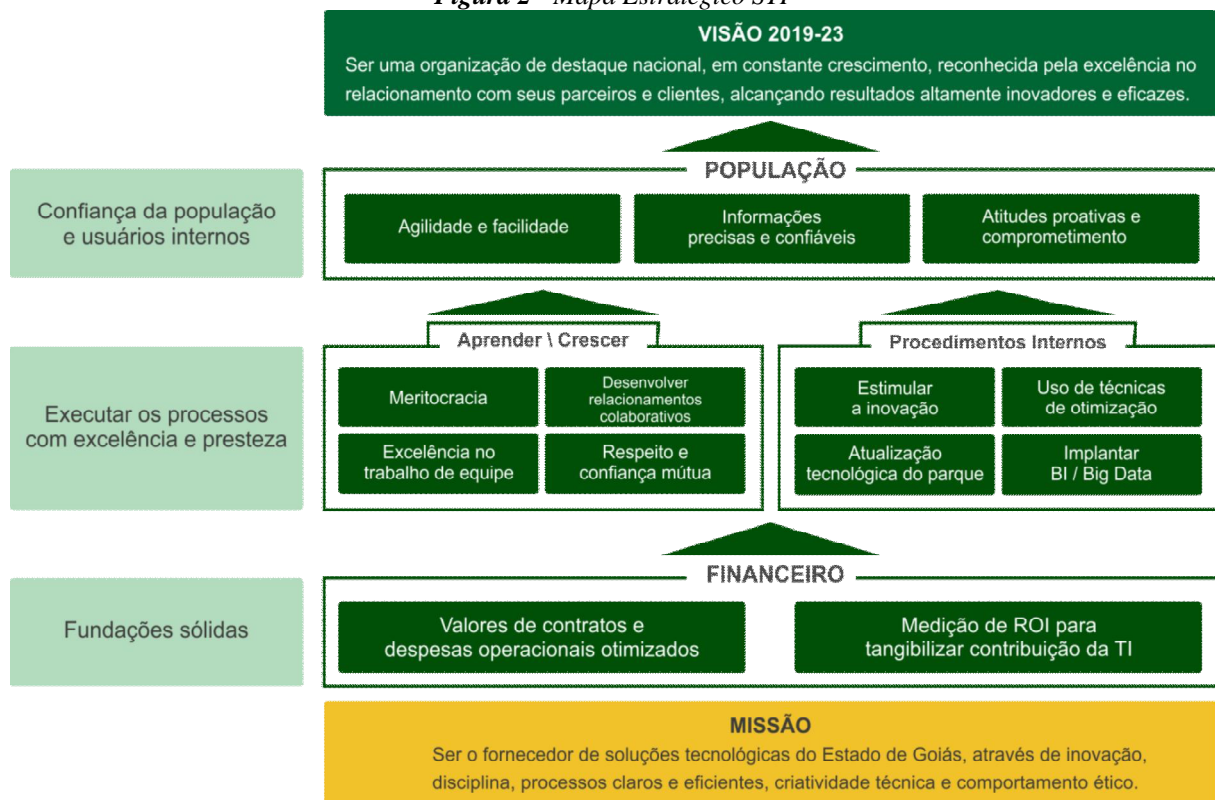 Figura 2 - Mapa Estratégico STI
VISÃO 2019-23
Ser uma organização de destaque nacional, em constante crescimento, reconhecida pela excelência no
relacionamento com seus parceiros e clientes, alcançando resultados altamente inovadores e eficazes.
Confiança da população
e usuários internos
POPULAÇÃO
Agilidade e facilidade
Informações
precisas e confiáveis
Atitudes proativas e
comprometimento
Executar os processos
com excelência e presteza
Aprender \ Crescer
Meritocracia
Desenvolver
relacionamentos
colaborativos
Excelência no
trabalho de equipe
Respeito e
confiança mútua
Procedimentos Internos
Estimular
a inovação
Uso de técnicas
de otimização
Atualização
tecnológica do parque
Implantar
BI / Big Data
Fundações sólidas
FINANCEIRO
Valores de contratos e
despesas operacionais otimizados
Medição de ROI para
tangibilizar contribuição da TI
MISSÃO
Ser o fornecedor de soluções tecnológicas do Estado de Goiás, através de inovação,
disciplina, processos claros e eficientes, criatividade técnica e comportamento ético.